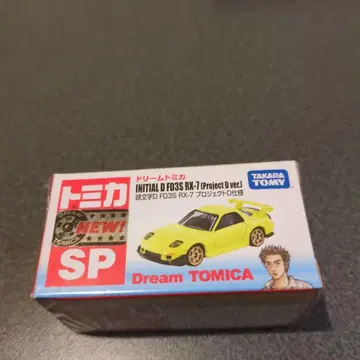 ドリームトミカ
INITIAL D FD3S RX-7 (Project D ver.)
頭文字D FD3S RX-7 プロジェクトD仕様
TAKARA
TOMY
トミカ
NEW!
TOMICA
SP
Dream TOMICA